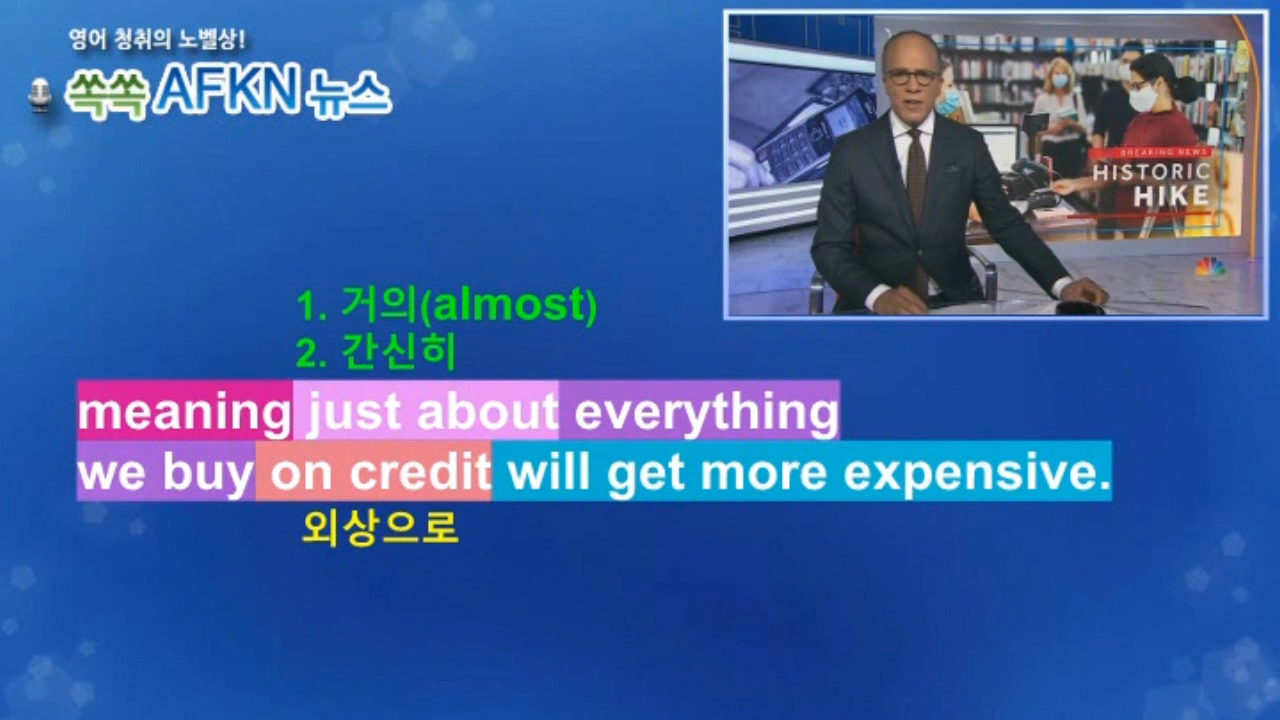 영어 청취의 노벨상!
쏙쏙 AFKN 뉴스
BREAKING NEWS
HISTORIC
HIKE
1. 거의(almost)
2. 간신히
meaning just about everything
we buy on credit will get more expensive.
외상으로